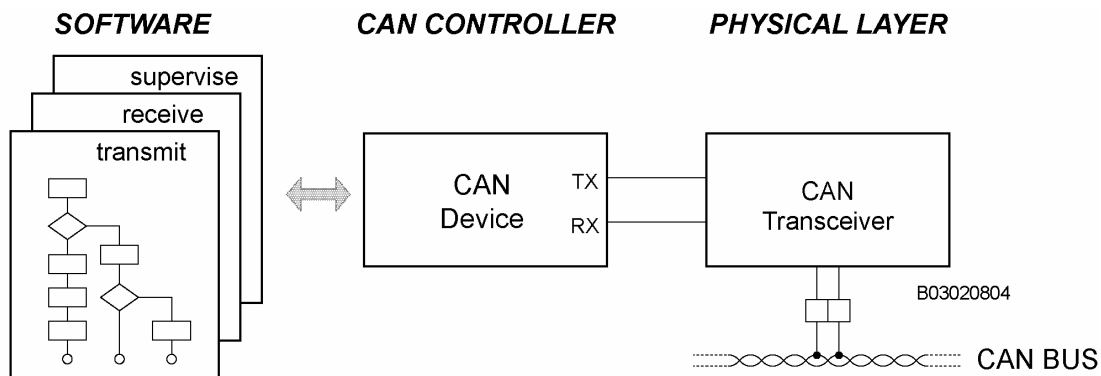 SOFTWARE
CAN CONTROLLER
PHYSICAL LAYER
supervise
receive
transmit
CAN
Device
TX
RX
CAN
Transceiver
B03020804
CAN BUS